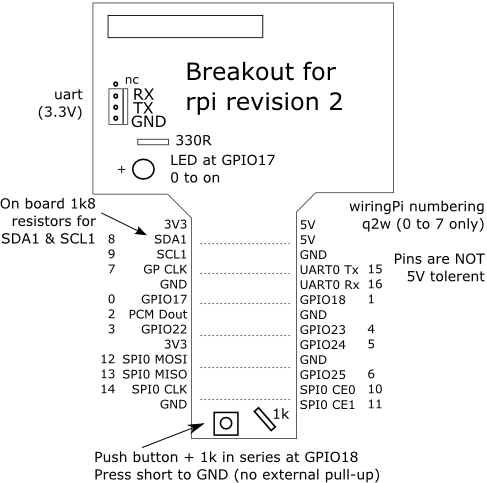 Breakout for
rpi revision 2
nc
uart
(3.3V)
RX
TX
GND
330R
+
LED at GPIO17
0 to on
On board 1k8
resistors for
SDA1 & SCL1
wiringPi numbering
q2w (0 to 7 only)
Pins are NOT
5V tolerent
3V3 5V
8 SDA1 5V
9 SCL1 GND
7 GP CLK UART0 Tx 15
GND UART0 Rx 16
0 GPIO17 GPIO18 1
2 PCM Dout GND
3 GPIO22 GPIO23 4
3V3 GPIO24 5
12 SPI0 MOSI GND
13 SPI0 MISO GPIO25 6
14 SPI0 CLK SPI0 CE0 10
GND SPI0 CE1 11
1k
Push button + 1k in series at GPIO18
Press short to GND (no external pull-up)